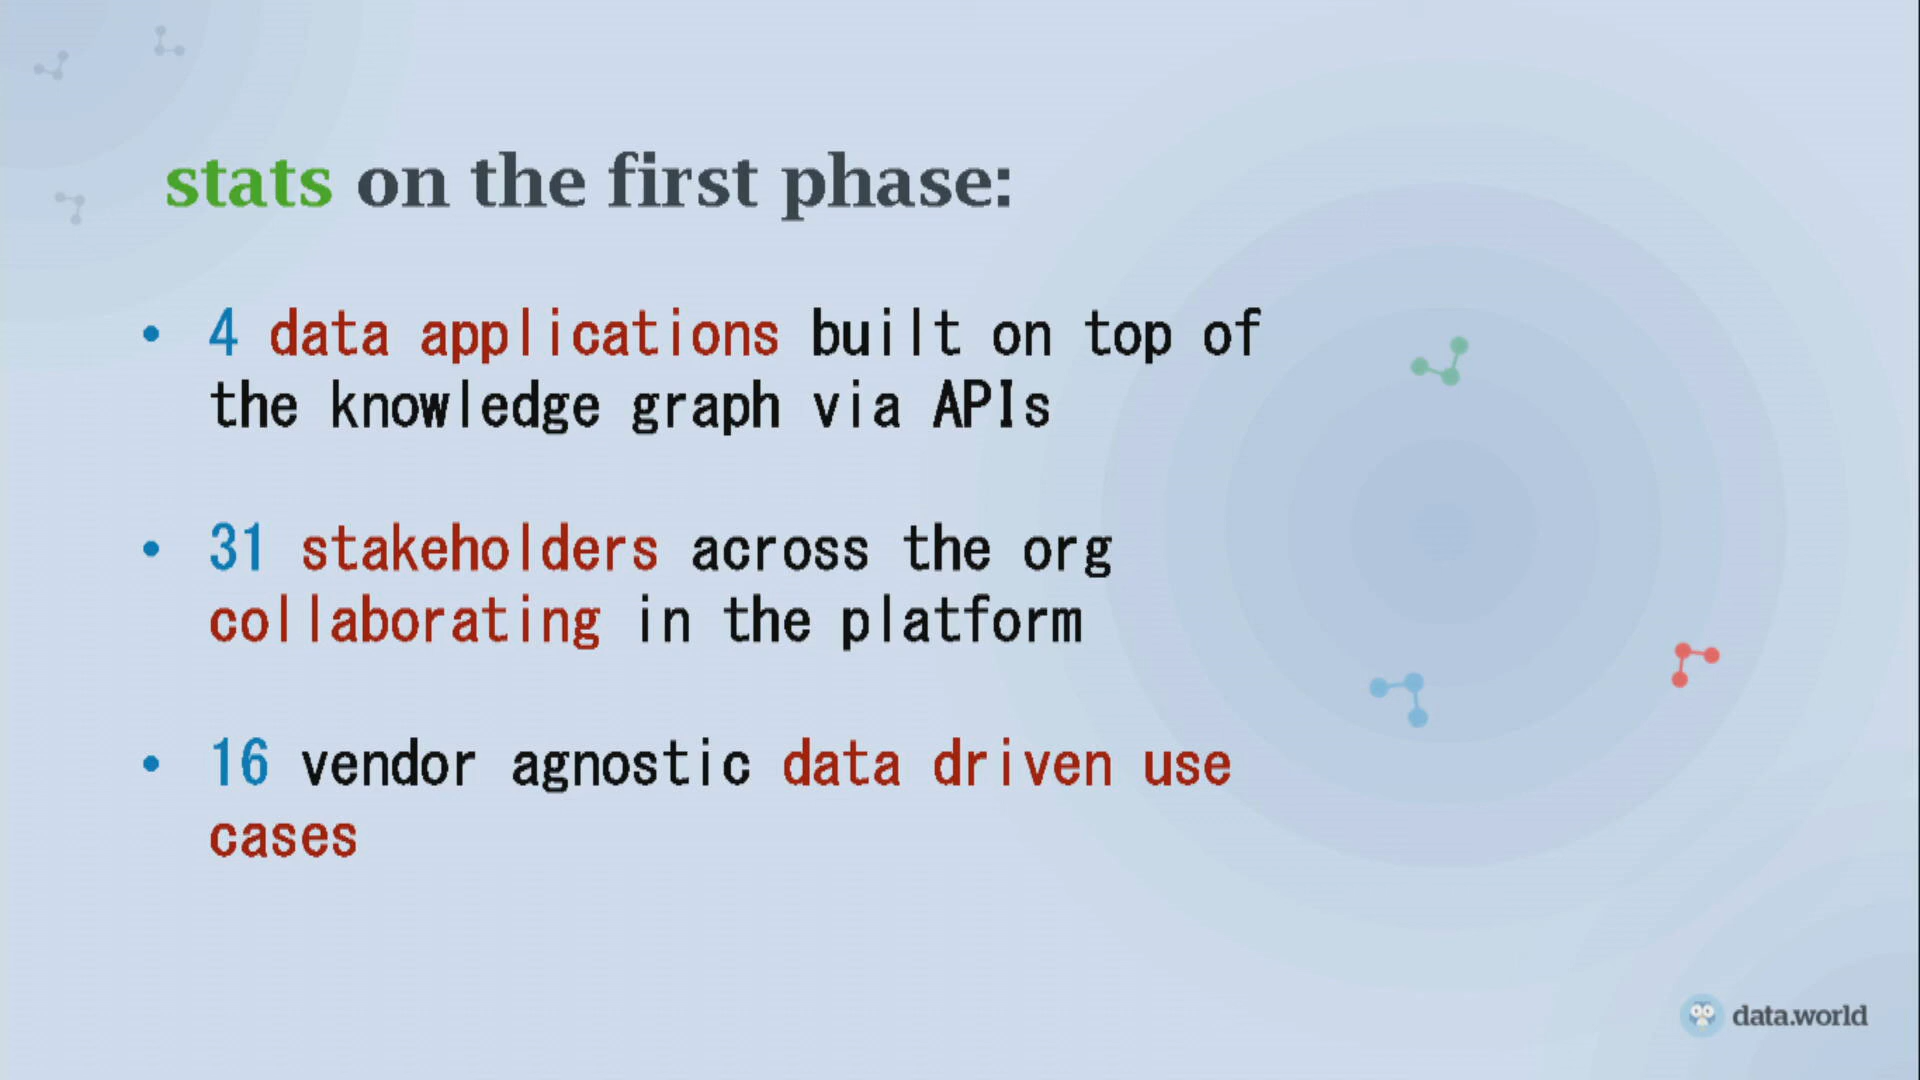 stats on the first phase:
• 4 data applications built on top of
the knowledge graph via APIs
• 31 stakeholders across the org
collaborating in the platform
• 16 vendor agnostic data driven use
cases
data.world